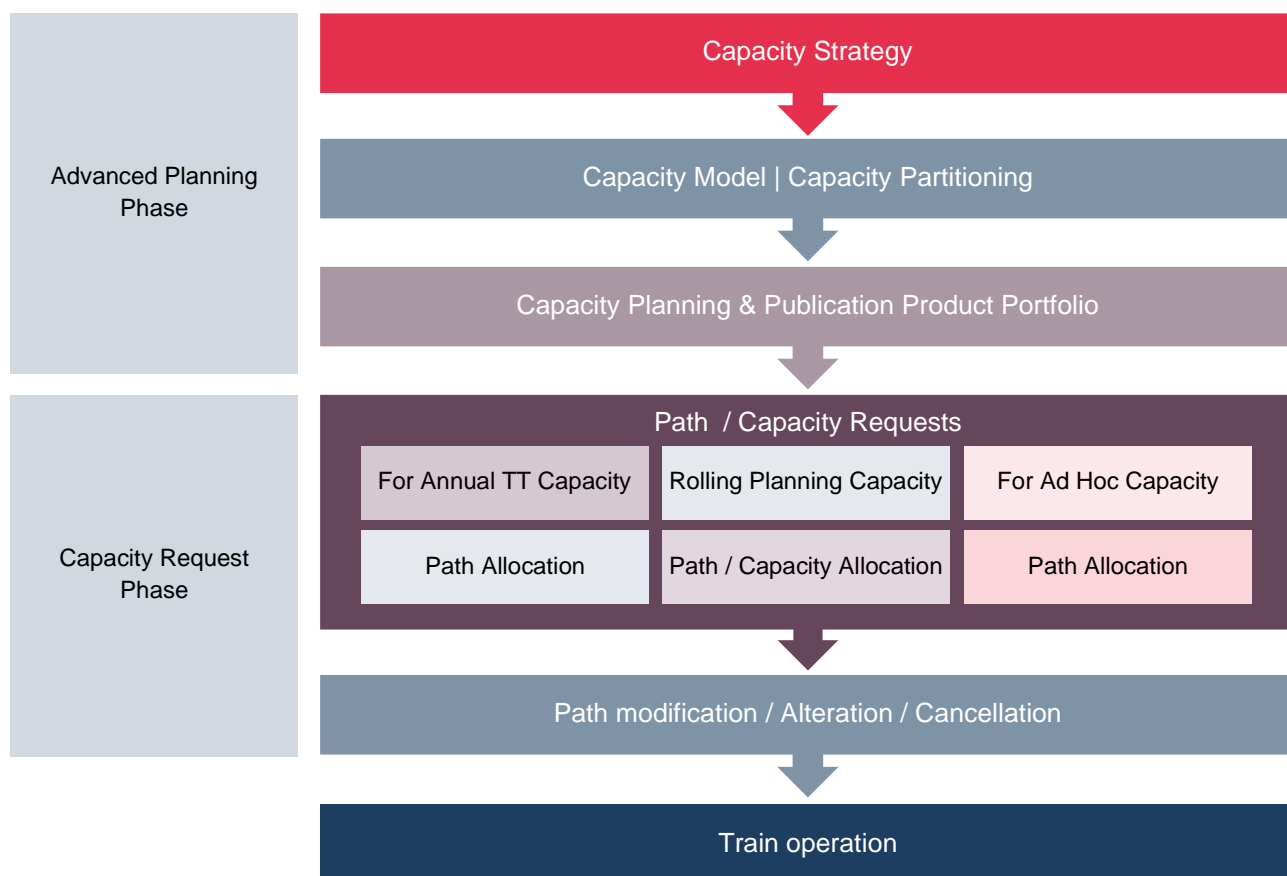 Capacity Strategy
Advanced Planning
Phase
Capacity Model | Capacity Partitioning
Capacity Planning & Publication Product Portfolio
Capacity Request
Phase
Path / Capacity Requests
For Annual TT Capacity
Rolling Planning Capacity
For Ad Hoc Capacity
Path Allocation
Path / Capacity Allocation
Path Allocation
Path modification / Alteration / Cancellation
Train operation